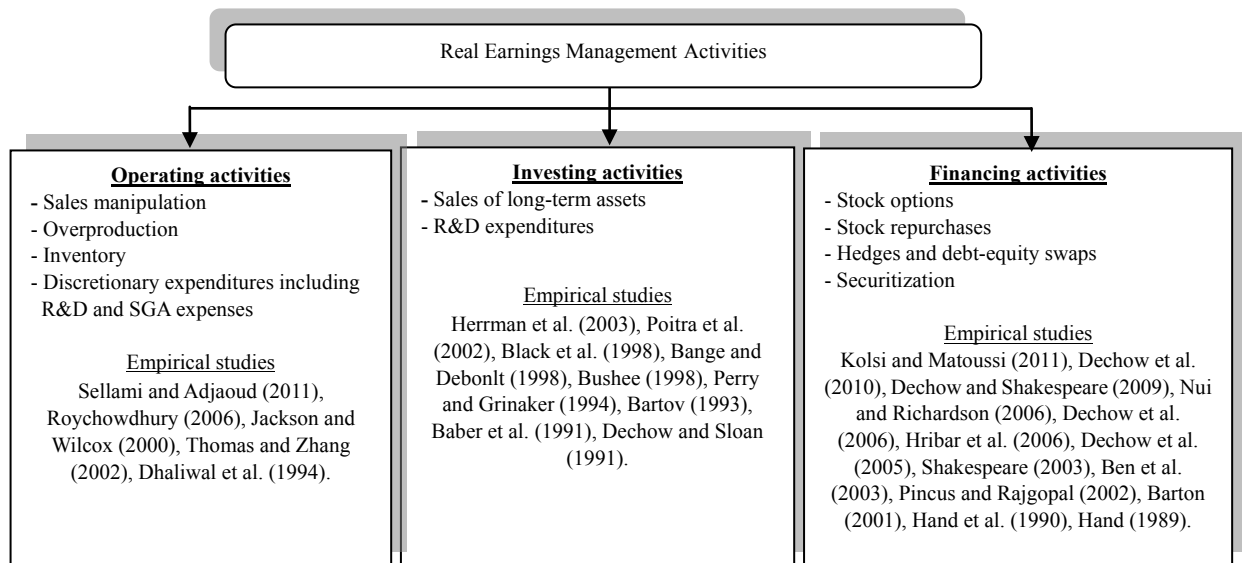 Real Earnings Management Activities
Operating activities
- Sales manipulation
- Overproduction
- Inventory
- Discretionary expenditures including
R&D and SGA expenses
Empirical studies
Sellami and Adjaoud (2011),
Roychowdhury (2006), Jackson and
Wilcox (2000), Thomas and Zhang
(2002), Dhaliwal et al. (1994).
Investing activities
- Sales of long-term assets
- R&D expenditures
Empirical studies
Herrman et al. (2003), Poitra et al.
(2002), Black et al. (1998), Bange and
Debonlt (1998), Bushee (1998), Perry
and Grinaker (1994), Bartov (1993),
Baber et al. (1991), Dechow and Sloan
(1991).
Financing activities
- Stock options
- Stock repurchases
- Hedges and debt-equity swaps
- Securitization
Empirical studies
Kolsi and Matoussi (2011), Dechow et al.
(2010), Dechow and Shakespeare (2009), Nui
and Richardson (2006), Dechow et al.
(2006), Hribar et al. (2006), Dechow et al.
(2005), Shakespeare (2003), Ben et al.
(2003), Pincus and Rajgopal (2002), Barton
(2001), Hand et al. (1990), Hand (1989).